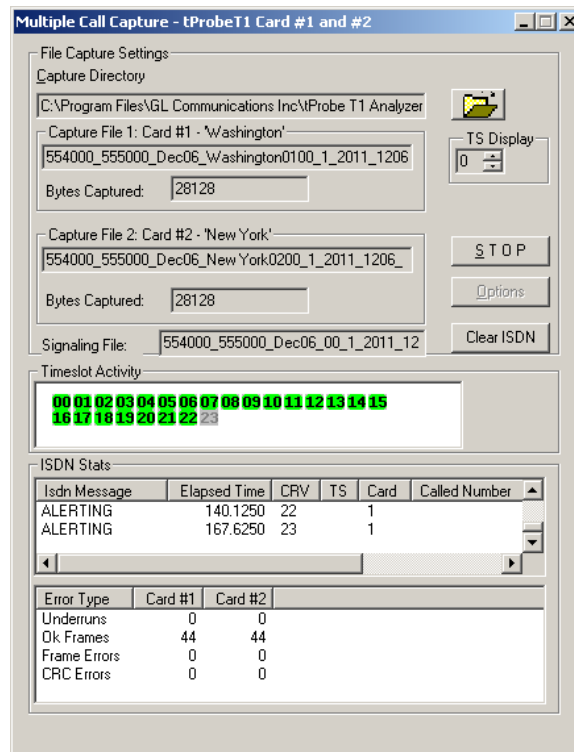 Multiple Call Capture - tProbeT1 Card #1 and #2
File Capture Settings
Capture Directory
C:\Program Files\GL Communications Inc\tProbe T1 Analyzer
Capture File 1: Card #1 - 'Washington'
TS Display
554000_555000_Dec06_Washington0100_1_2011_1206
0
Bytes Captured: 28128
Capture File 2: Card #2 - 'New York'
554000_555000_Dec06_New York0200_1_2011_1206_
STOP
Bytes Captured: 28128
Options
Signaling File: 554000_555000_Dec06_00_1_2011_12
Clear ISDN
Timeslot Activity
00 01 02 03 04 05 06 07 08 09 10 11 12 13 14 15
16 17 18 19 20 21 22 23
ISDN Stats
Isdn Message Elapsed Time CRV TS Card Called Number
ALERTING 140.1250 22 1
ALERTING 167.6250 23 1
Error Type Card #1 Card #2
Underruns 0 0
Ok Frames 44 44
Frame Errors 0 0
CRC Errors 0 0